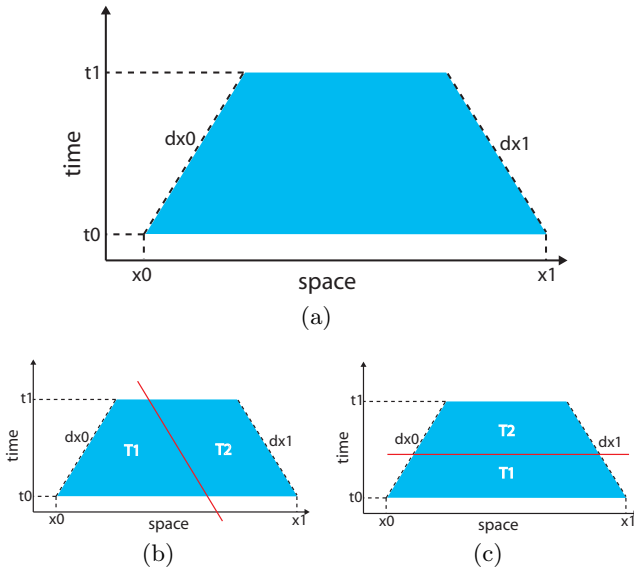 t1
dx0
dx1
time
t0
x0
space
x1
(a)
t1
dx0
T1
T2
dx1
time
t0
x0
space
x1
(b)
t1
T2
dx0
dx1
time
T1
t0
x0
space
x1
(c)